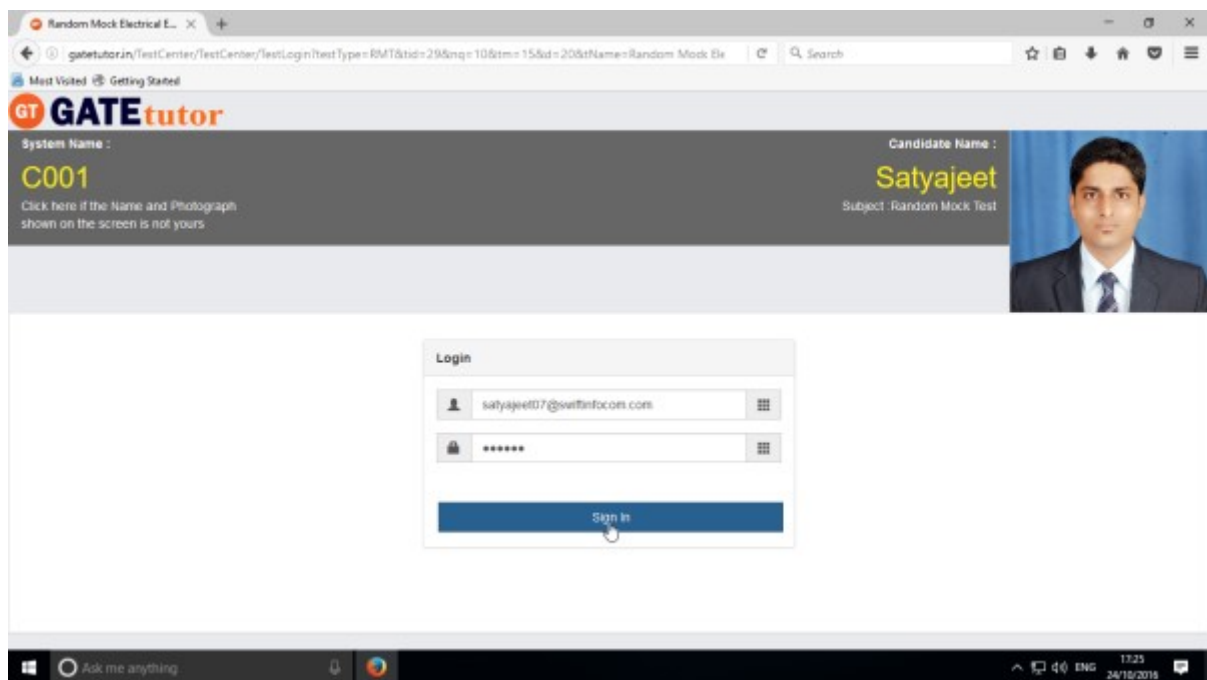 Random Mock Electrical E...
gatetutor.in/TestCenter/TestCenter/TestLogin?testType=RMT&tid=29&nq=10&tm=15&d=20&tName=Random Mock Ele
Search
Most Visited
Getting Started
GT GATEtutor
System Name :
C001
Click here if the Name and Photograph
shown on the screen is not yours
Candidate Name :
Satyajeet
Subject :Random Mock Test
Login
satyajeet07@swiftinfocom.com
Sign In
Ask me anything
ENG
17:25
24/10/2016